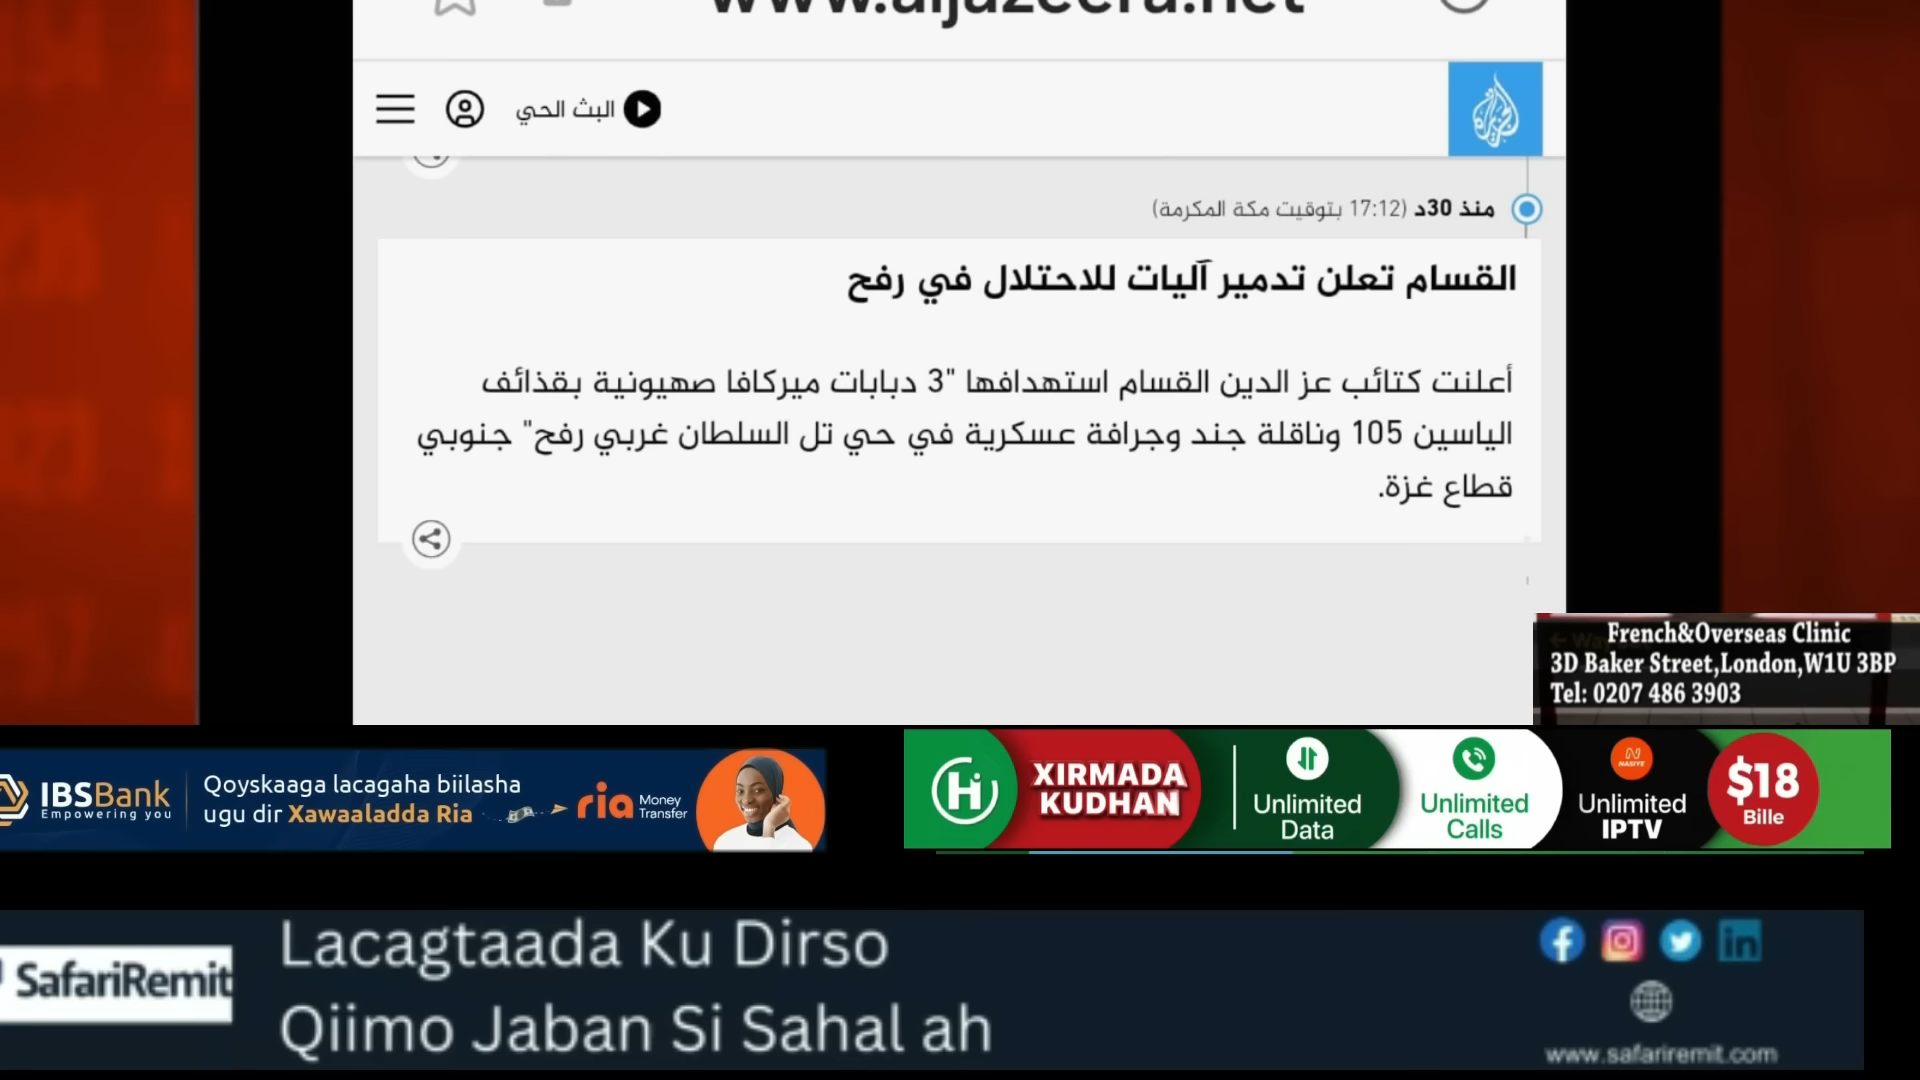 www.aljazeera.net
البث الحي
منذ 30د (17:12 بتوقيت مكة المكرمة)
القسام تعلن تدمير آليات للاحتلال في رفح
أعلنت كتائب عز الدين القسام استهدافها "3 دبابات ميركافا صهيونية بقذائف
الياسين 105 وناقلة جند وجرافة عسكرية في حي تل السلطان غربي رفح" جنوبي
قطاع غزة.
French&Overseas Clinic
3D Baker Street,London,W1U 3BP
Tel: 0207 486 3903
IBSBank
Empowering you
Qoyskaaga lacagaha biilasha
ugu dir Xawaaladda Ria
ria Money
Transfer
H
XIRMADA
KUDHAN
Unlimited
Data
Unlimited
Calls
NASIYE
Unlimited
IPTV
$18
Bille
SafariRemit
Lacagtaada Ku Dirso
Qiimo Jaban Si Sahal ah
www.safariremit.com